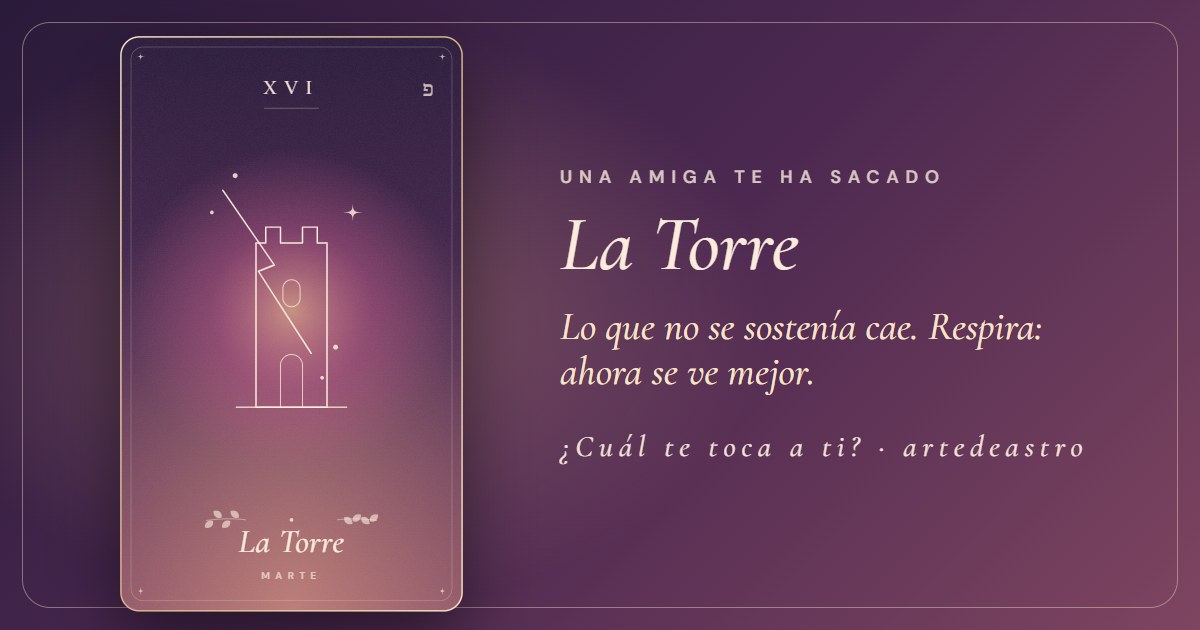 XVI
פ
La Torre
MARTE
UNA AMIGA TE HA SACADO
La Torre
Lo que no se sostenía cae. Respira:
ahora se ve mejor.
¿Cuál te toca a ti? · artedeastro